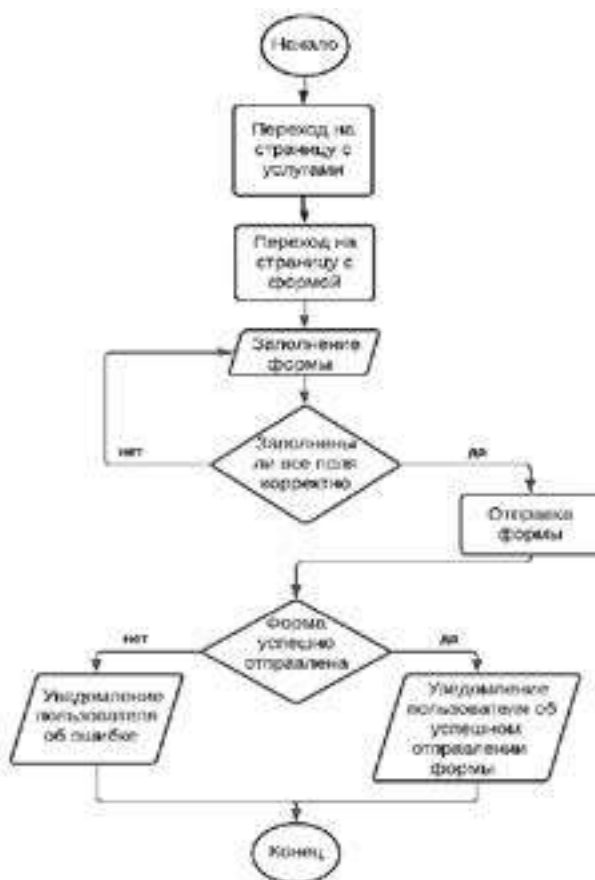 Начало
Переход на
страницу с
услугами
Переход на
страницу с
формой
Заполнение
формы
нет
Заполнены
ли все поля
корректно
да
Отправка
формы
нет
Форма
успешно
отправлена
да
Уведомление
пользователя
об ошибке
Уведомление
пользователя об
успешном
отправлении
формы
Конец